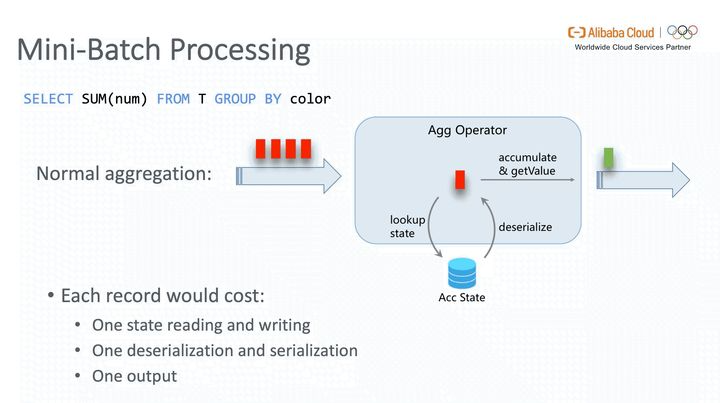 Mini-Batch Processing
Alibaba Cloud
Worldwide Cloud Services Partner
SELECT SUM(num) FROM T GROUP BY color
Normal aggregation:
Agg Operator
accumulate
& getValue
lookup
state
deserialize
Acc State
• Each record would cost:
• One state reading and writing
• One deserialization and serialization
• One output